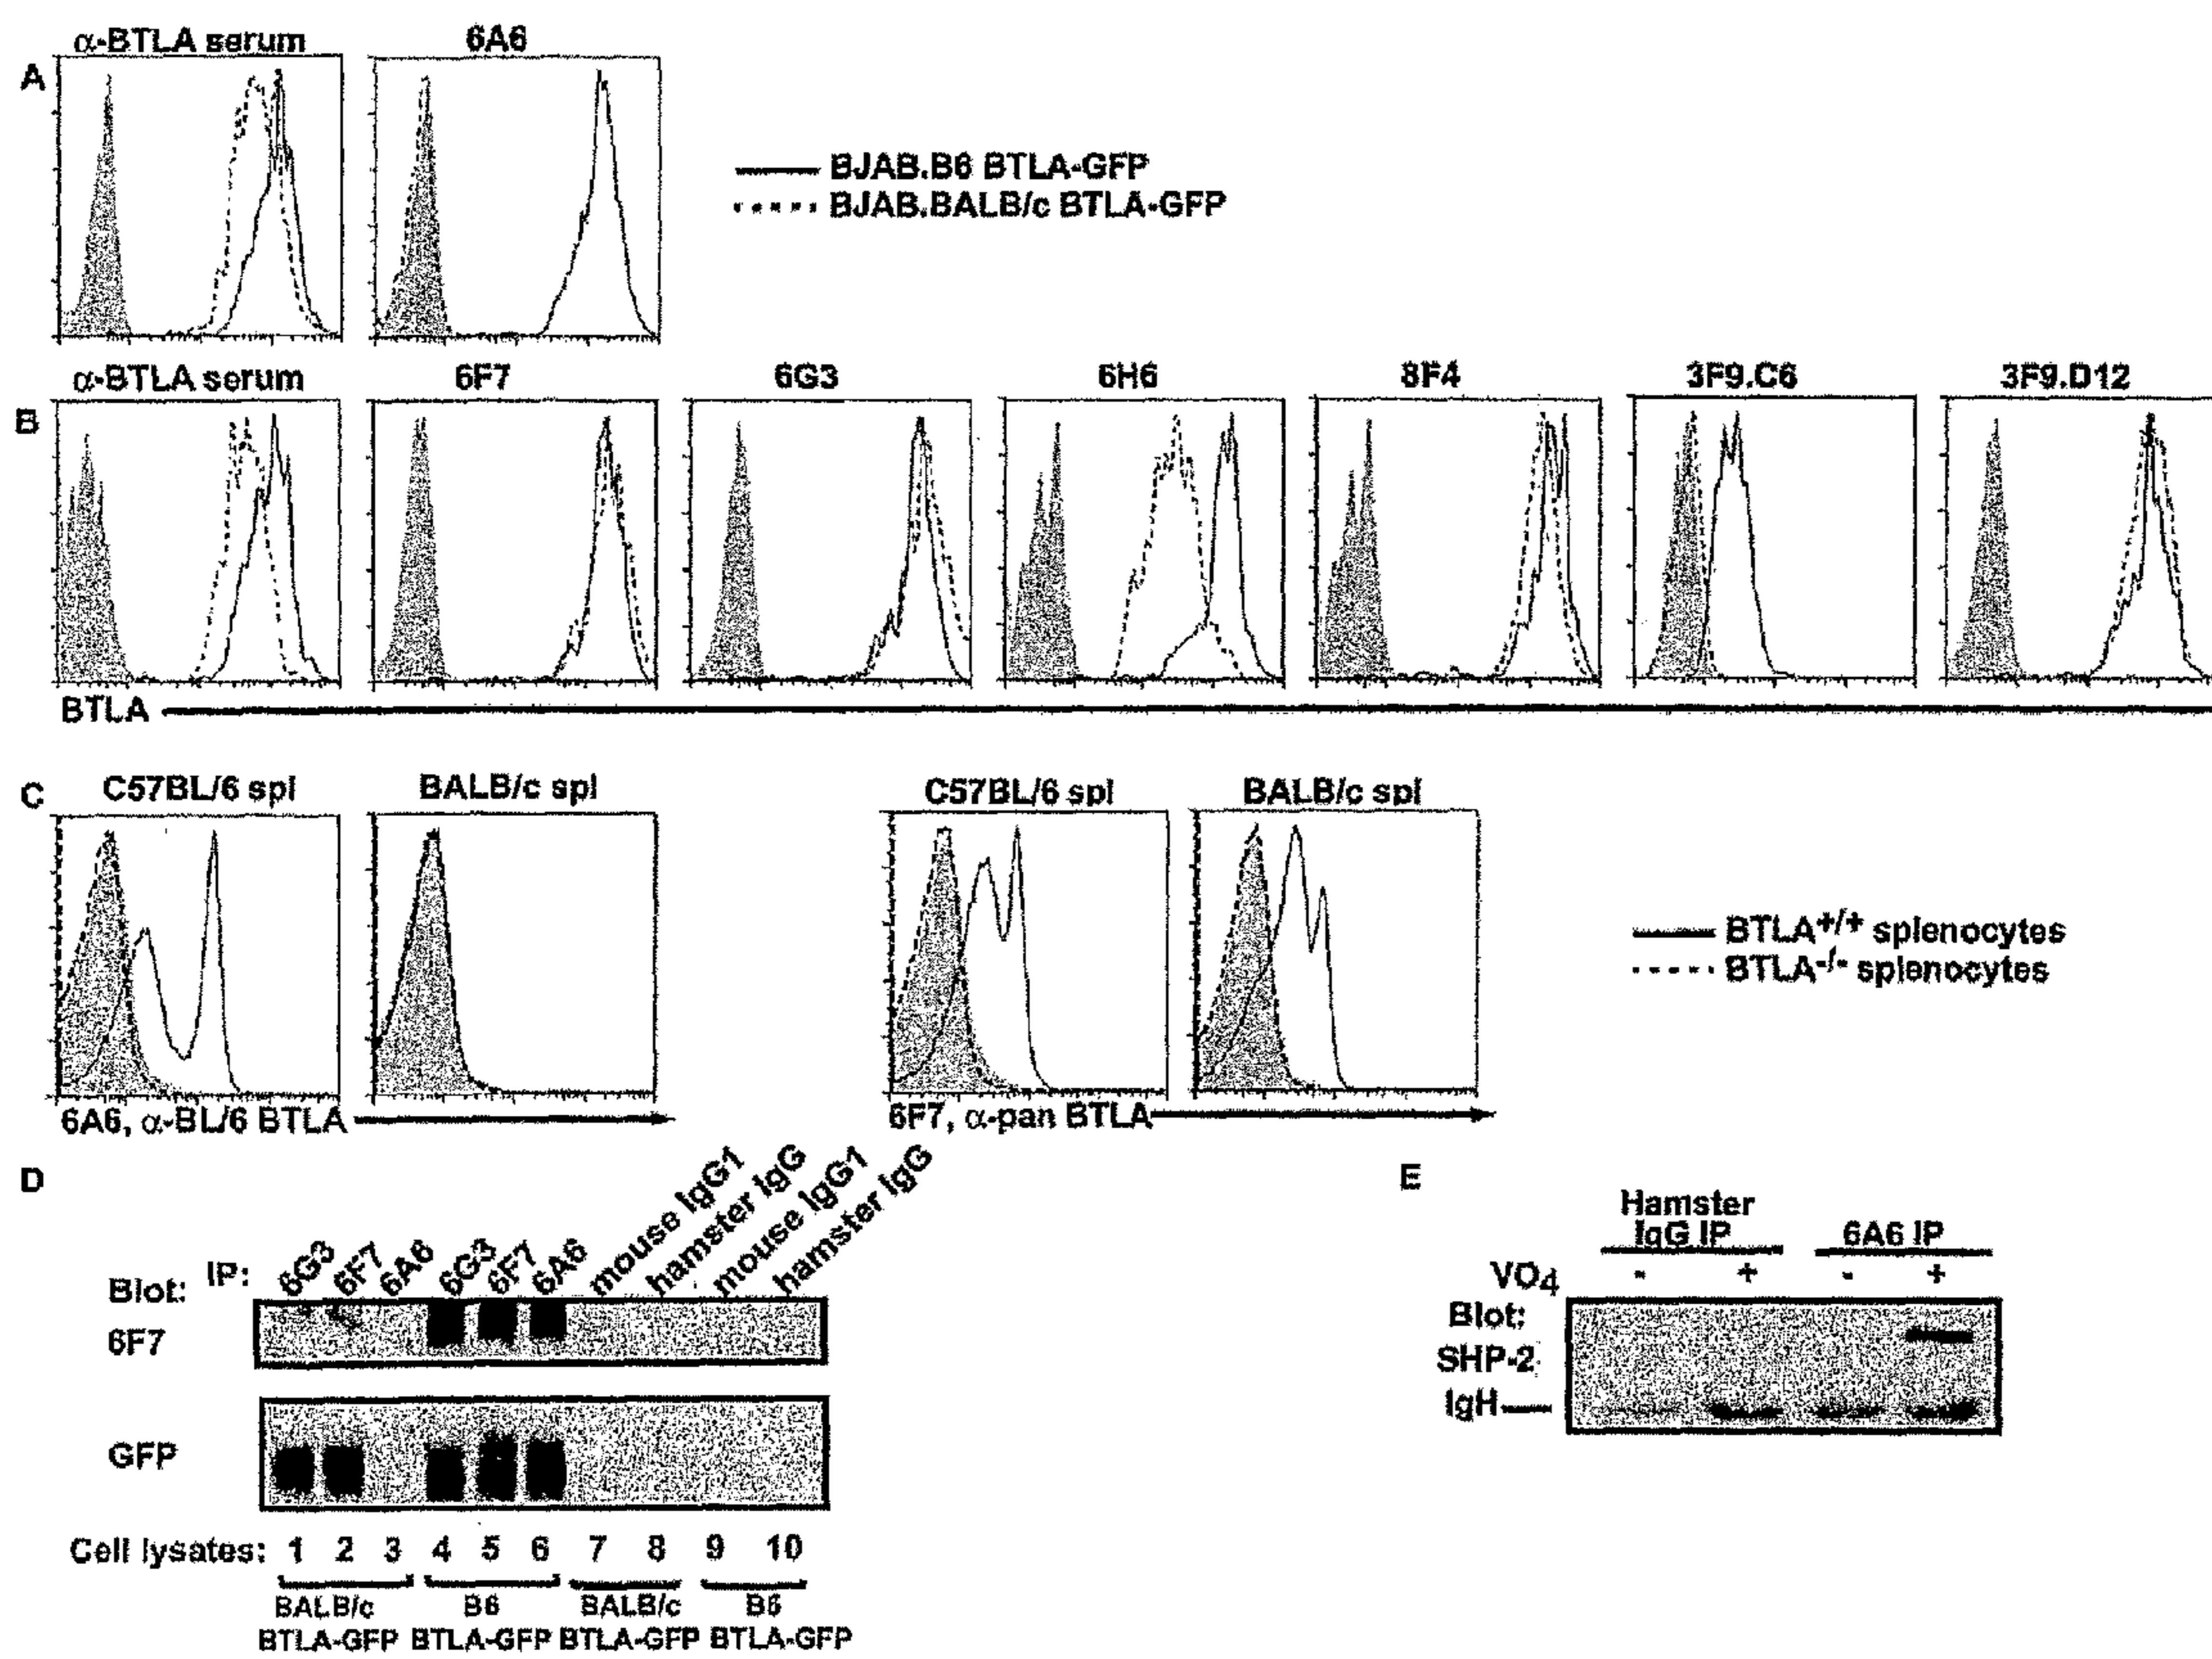 α-BTLA serum
6A6
A
BJAB.B6 BTLA-GFP
BJAB.BALB/c BTLA-GFP
α-BTLA serum
6F7
6G3
6H6
8F4
3F9.C6
3F9.D12
B
BTLA
C
C57BL/6 spl
BALB/c spl
C57BL/6 spl
BALB/c spl
BTLA+/+ splenocytes
BTLA-/- splenocytes
6A6, α-BL/6 BTLA
6F7, α-pan BTLA
D
IP:
6G3
6F7
6A6
6G3
6F7
6A6
mouse IgG1
hamster IgG
mouse IgG1
hamster IgG
Blot:
6F7
GFP
Cell lysates: 1 2 3 4 5 6 7 8 9 10
BALB/c B6 BALB/c B6
BTLA-GFP BTLA-GFP BTLA-GFP BTLA-GFP
E
Hamster
IgG IP
6A6 IP
VO4 - + - +
Blot:
SHP-2
IgH